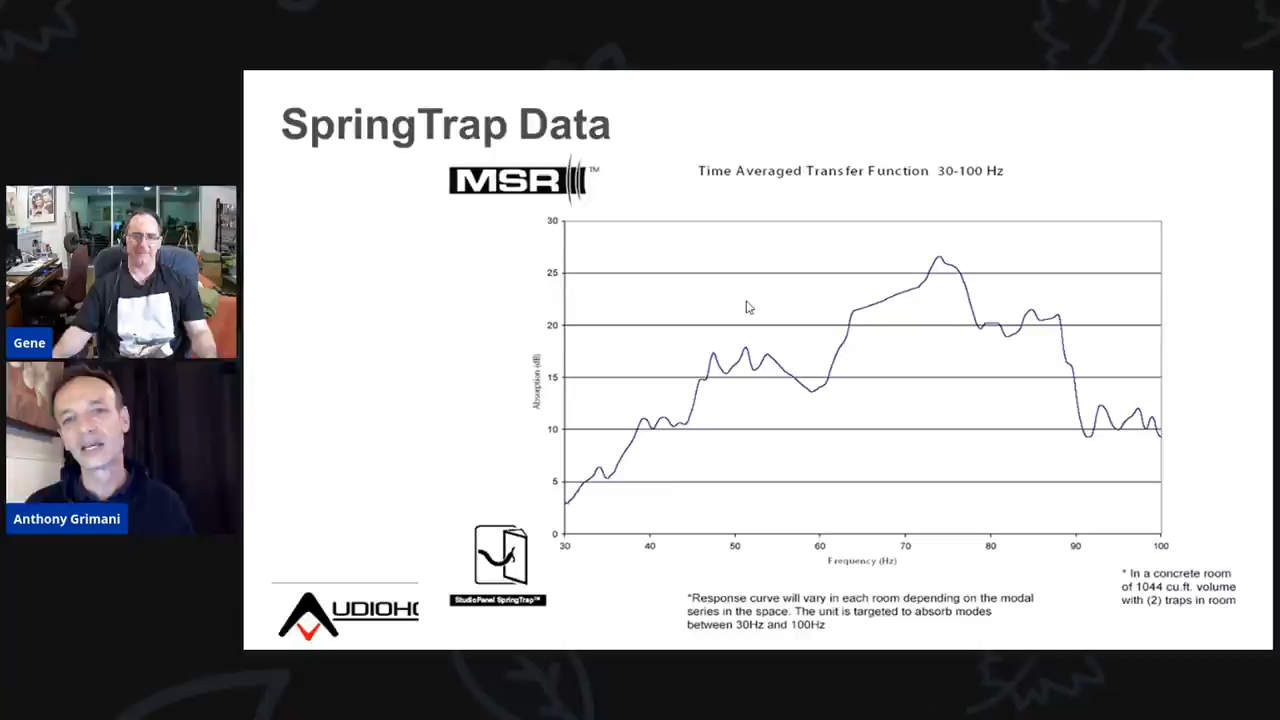 SpringTrap Data
MSR™
Time Averaged Transfer Function 30-100 Hz
30
25
20
15
10
5
0
Absorption (dB)
30 40 50 60 70 80 90 100
Frequency (Hz)
Gene
Anthony Grimani
StudioPanel SpringTrap™
UDIOHO
*Response curve will vary in each room depending on the modal
series in the space. The unit is targeted to absorb modes
between 30Hz and 100Hz
* In a concrete room
of 1044 cu.ft. volume
with (2) traps in room